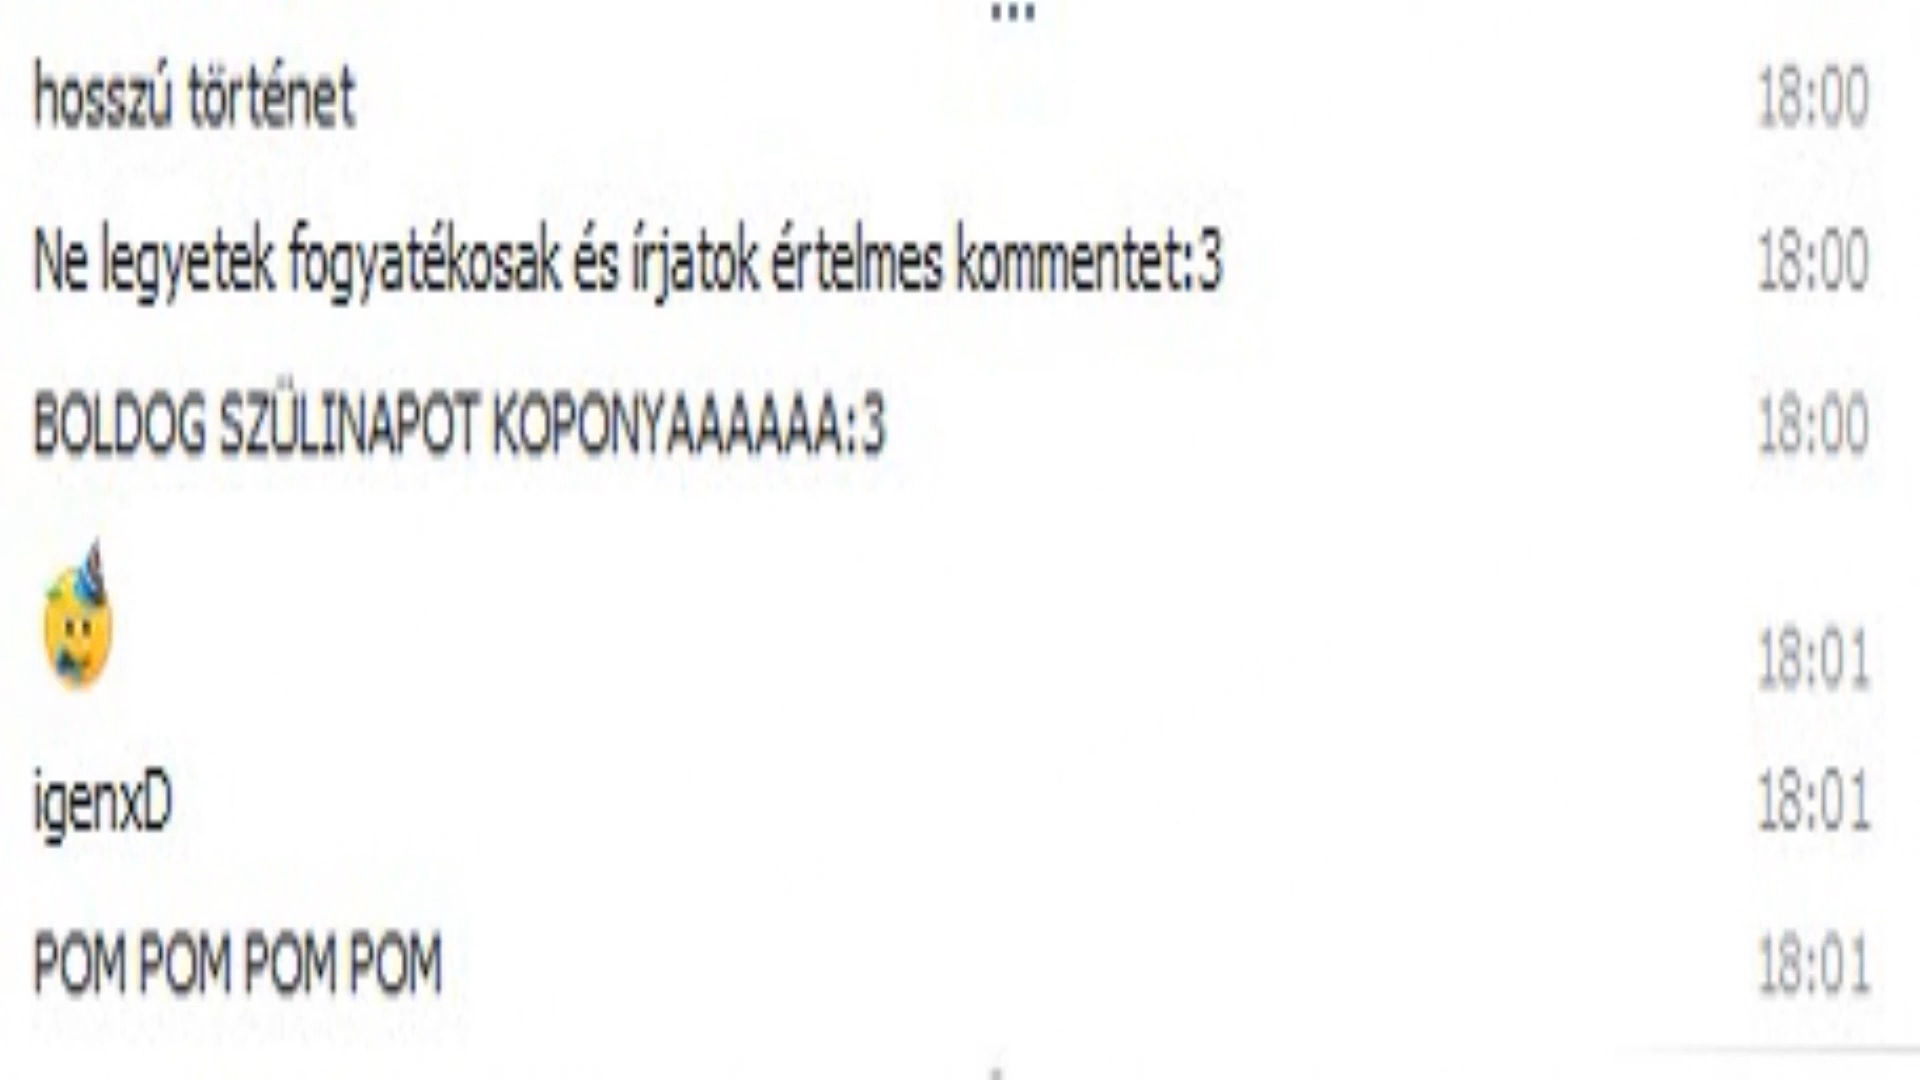 hosszú történet 18:00
Ne legyetek fogyatékosak és írjatok értelmes kommentet:3 18:00
BOLDOG SZÜLINAPOT KOPONYAAAAAA:3 18:00
18:01
igenxD 18:01
POM POM POM POM 18:01